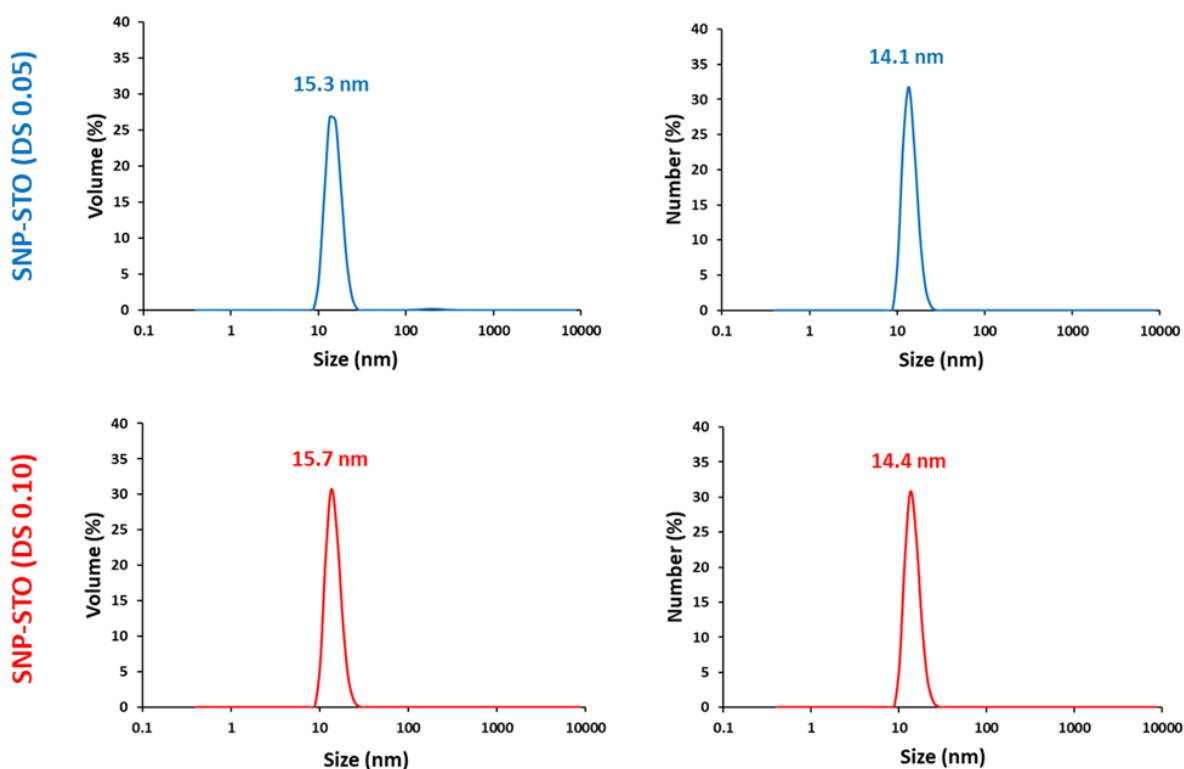 SNP-STO (DS 0.05)
Volume (%)
40
35
30
25
20
15
10
5
0
15.3 nm
0.1 1 10 100 1000 10000
Size (nm)
Number (%)
40
35
30
25
20
15
10
5
0
14.1 nm
0.1 1 10 100 1000 10000
Size (nm)
SNP-STO (DS 0.10)
Volume (%)
40
35
30
25
20
15
10
5
0
15.7 nm
0.1 1 10 100 1000 10000
Size (nm)
Number (%)
40
35
30
25
20
15
10
5
0
14.4 nm
0.1 1 10 100 1000 10000
Size (nm)